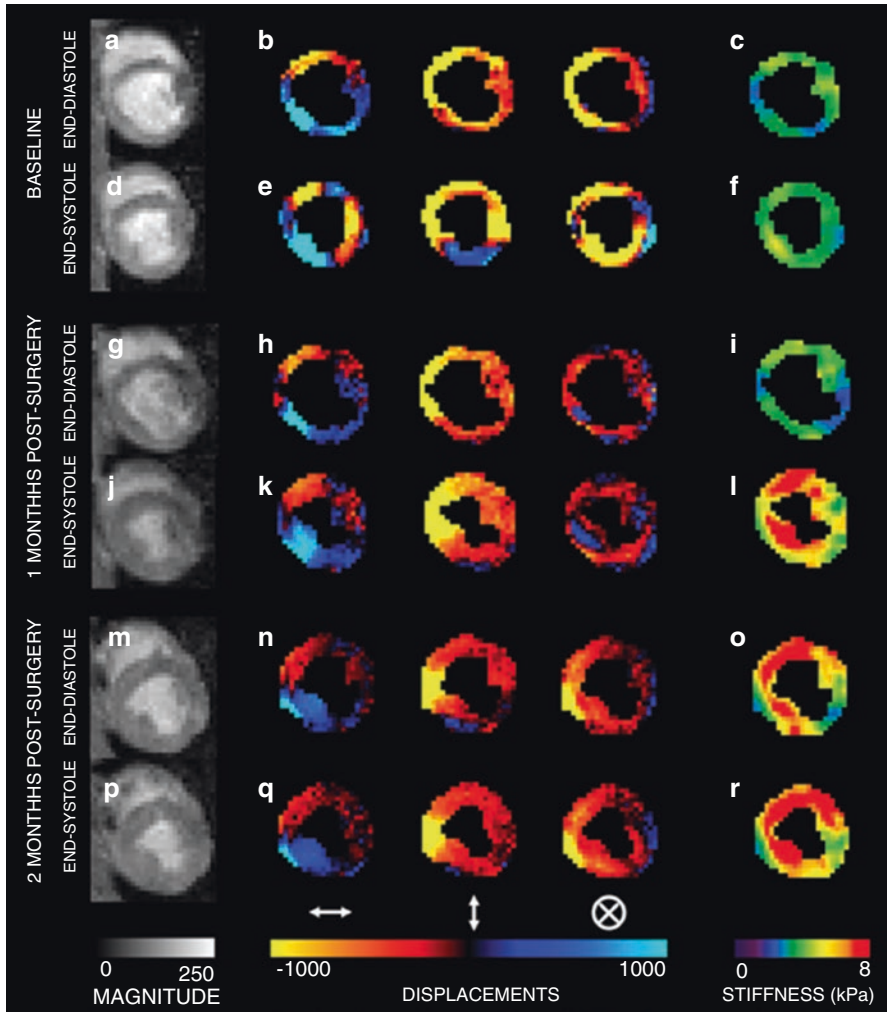 BASELINE
END-DIASTOLE
a
b
c
END-SYSTOLE
d
e
f
1 MONTHHS POST-SURGERY
END-DIASTOLE
g
h
i
END-SYSTOLE
j
k
l
2 MONTHHS POST-SURGERY
END-DIASTOLE
m
n
o
END-SYSTOLE
p
q
r
0 250
MAGNITUDE
-1000 1000
DISPLACEMENTS
0 8
STIFFNESS (kPa)